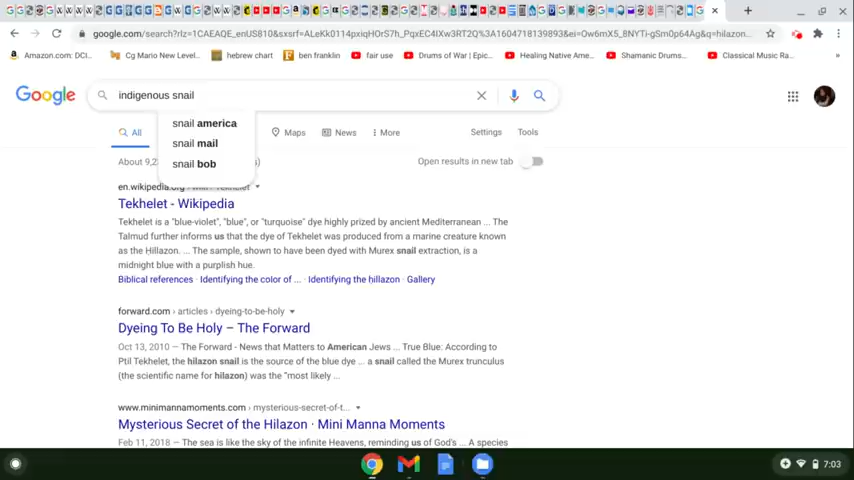 google.com/search?rlz=1CAEAQE_enUS810&sxsrf=ALeKk0114pxiqHOrS7h_PqxEC4IXw3RT2Q%3A1604718139893&ei=Ow6mX5_8NYTi-gSm0p64Ag&q=hilazon...
Amazon.com: DCI... Cg Mario New Level... hebrew chart ben franklin fair use Drums of War | Epic... Healing Native Ame... Shamanic Drums... Classical Music Ra...
Google indigenous snail
snail america
snail mail
snail bob
All Maps News More Settings Tools
About 9,2 s) Open results in new tab
en.wikipedia.org › wiki › Tekhelet
Tekhelet - Wikipedia
Tekhelet is a "blue-violet", "blue", or "turquoise" dye highly prized by ancient Mediterranean ... The
Talmud further informs us that the dye of Tekhelet was produced from a marine creature known
as the Ḥillazon. ... The sample, shown to have been dyed with Murex snail extraction, is a
midnight blue with a purplish hue.
Biblical references · Identifying the color of ... · Identifying the ḥillazon · Gallery
forward.com › articles › dyeing-to-be-holy
Dyeing To Be Holy – The Forward
Oct 13, 2010 — The Forward - News that Matters to American Jews ... True Blue: According to
Ptil Tekhelet, the hilazon snail is the source of the blue dye ... a snail called the Murex trunculus
(the scientific name for hilazon) was the "most likely ...
www.minimannamoments.com › mysterious-secret-of-t...
Mysterious Secret of the Hilazon · Mini Manna Moments
Feb 11, 2018 — The sea is like the sky of the infinite Heavens, reminding us of God's ... A species
7:03